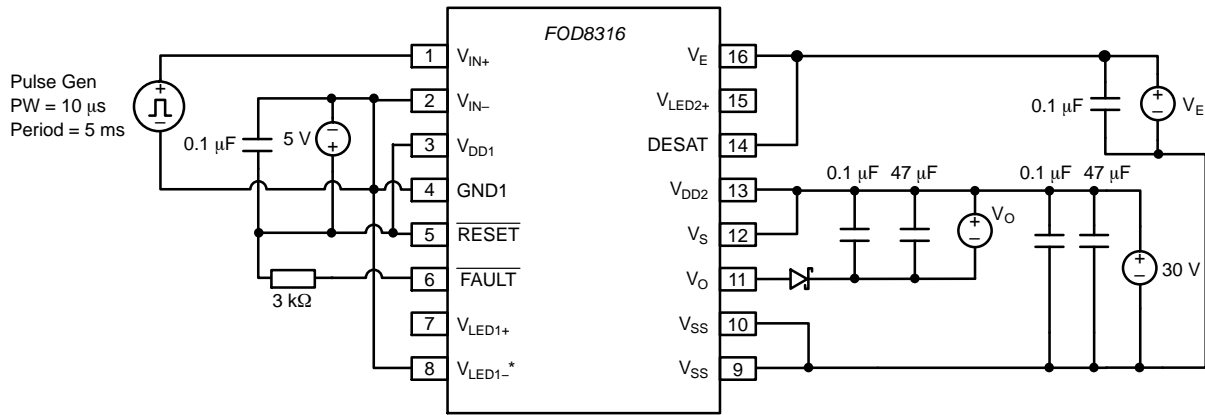 FOD8316
Pulse Gen
PW = 10 μs
Period = 5 ms
+
−
0.1 μF
5 V
−
+
3 kΩ
1 V_IN+
2 V_IN−
3 V_DD1
4 GND1
5 RESET
6 FAULT
7 V_LED1+
8 V_LED1−*
V_E 16
V_LED2+ 15
DESAT 14
V_DD2 13
V_S 12
V_O 11
V_SS 10
V_SS 9
0.1 μF
+
−
V_E
0.1 μF
47 μF
+
−
V_O
0.1 μF
47 μF
+
−
30 V